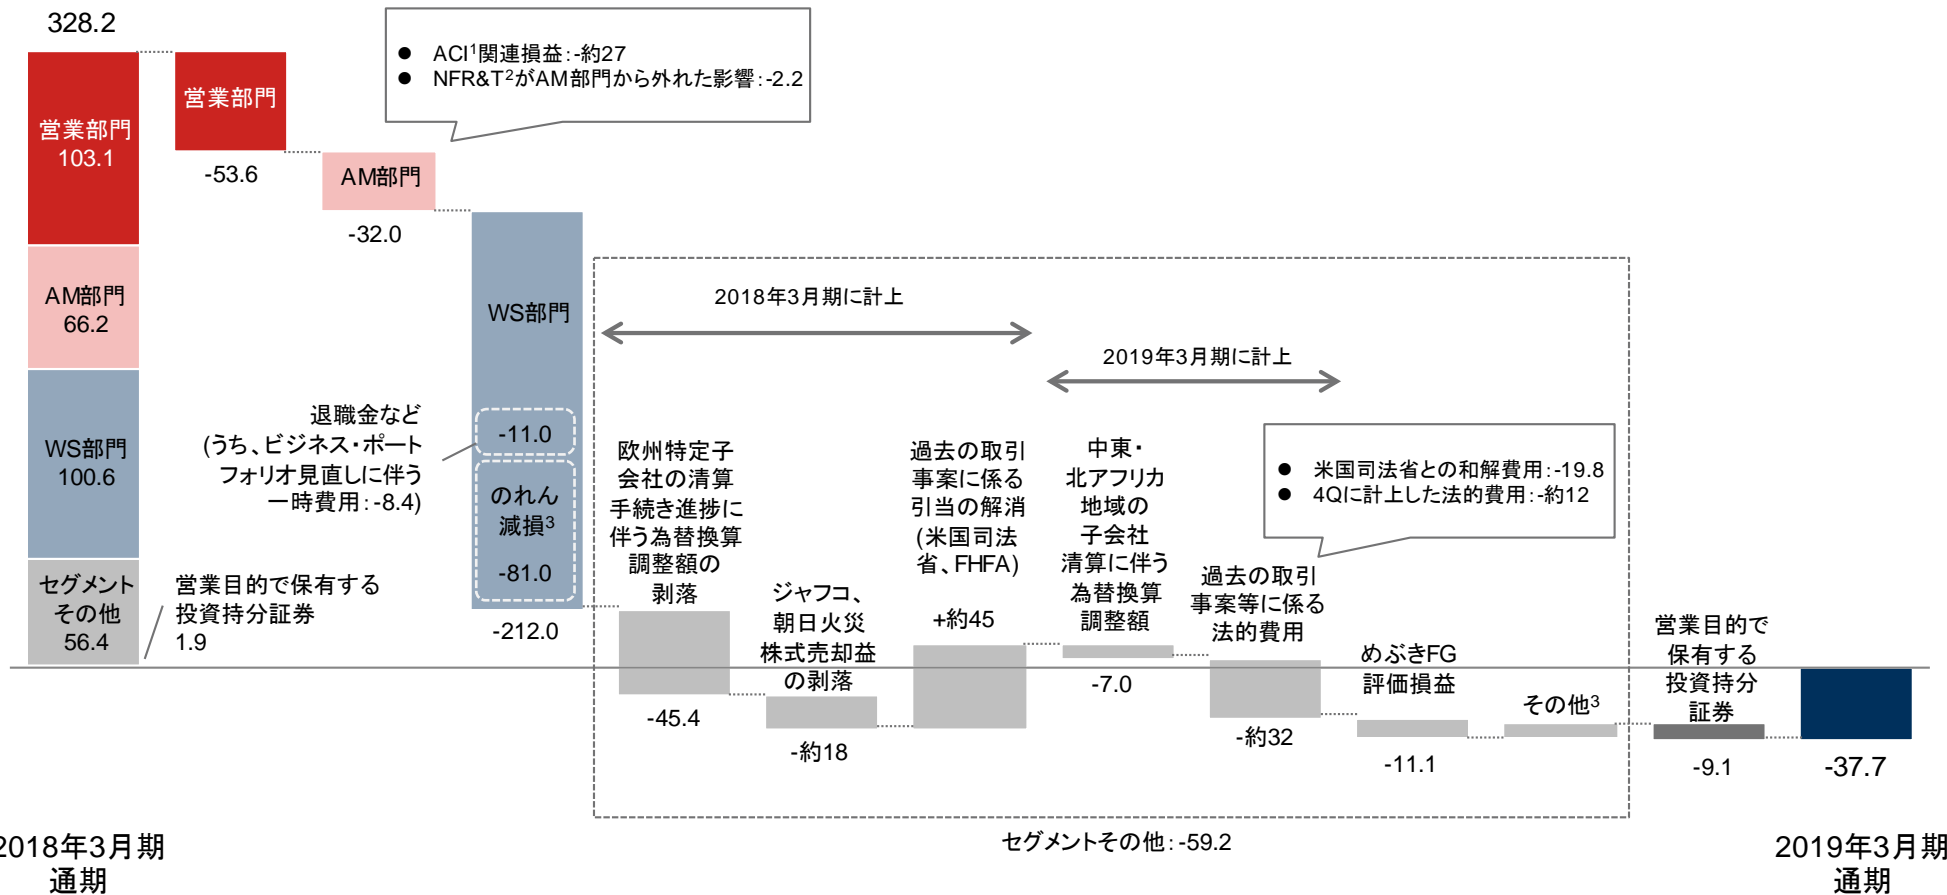 328.2
営業部門
103.1
AM部門
66.2
WS部門
100.6
セグメント
その他
56.4
営業目的で保有する
投資持分証券
1.9
営業部門
-53.6
● ACI¹関連損益:-約27
● NFR&T²がAM部門から外れた影響:-2.2
AM部門
-32.0
WS部門
退職金など
(うち、ビジネス・ポート
フォリオ見直しに伴う
一時費用:-8.4)
-11.0
のれん
減損³
-81.0
-212.0
2018年3月期に計上
2019年3月期に計上
欧州特定子
会社の清算
手続き進捗に
伴う為替換算
調整額の
剥落
-45.4
ジャフコ、
朝日火災
株式売却益
の剥落
-約18
過去の取引
事案に係る
引当の解消
(米国司法
省、FHFA)
+約45
中東・
北アフリカ
地域の
子会社
清算に伴う
為替換算
調整額
-7.0
● 米国司法省との和解費用:-19.8
● 4Qに計上した法的費用:-約12
過去の取引
事案等に係る
法的費用
-約32
めぶきFG
評価損益
-11.1
その他³
営業目的で
保有する
投資持分
証券
-9.1
-37.7
セグメントその他:-59.2
2018年3月期
通期
2019年3月期
通期